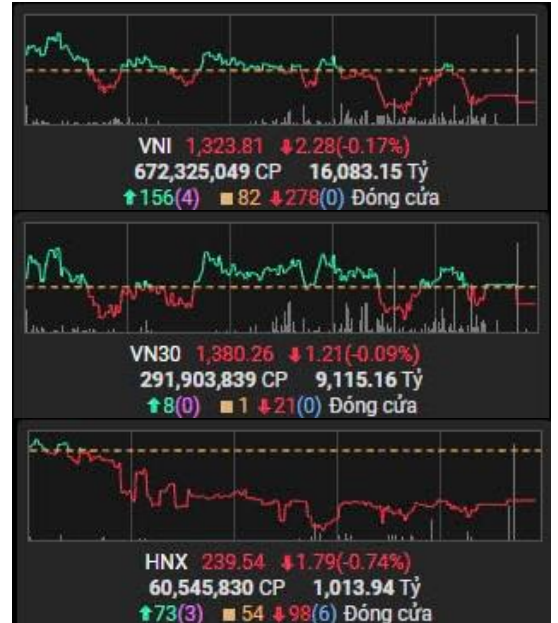 VNI 1,323.81 2.28(-0.17%)
672,325,049 CP 16,083.15 Tỷ
156(4) 82 278(0) Đóng cửa
VN30 1,380.26 1.21(-0.09%)
291,903,839 CP 9,115.16 Tỷ
8(0) 1 21(0) Đóng cửa
HNX 239.54 1.79(-0.74%)
60,545,830 CP 1,013.94 Tỷ
73(3) 54 98(6) Đóng cửa